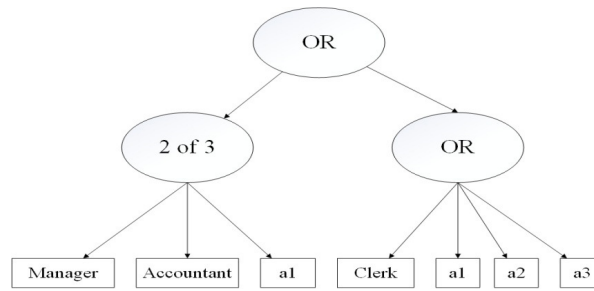 OR
2 of 3
OR
Manager
Accountant
a1
Clerk
a1
a2
a3